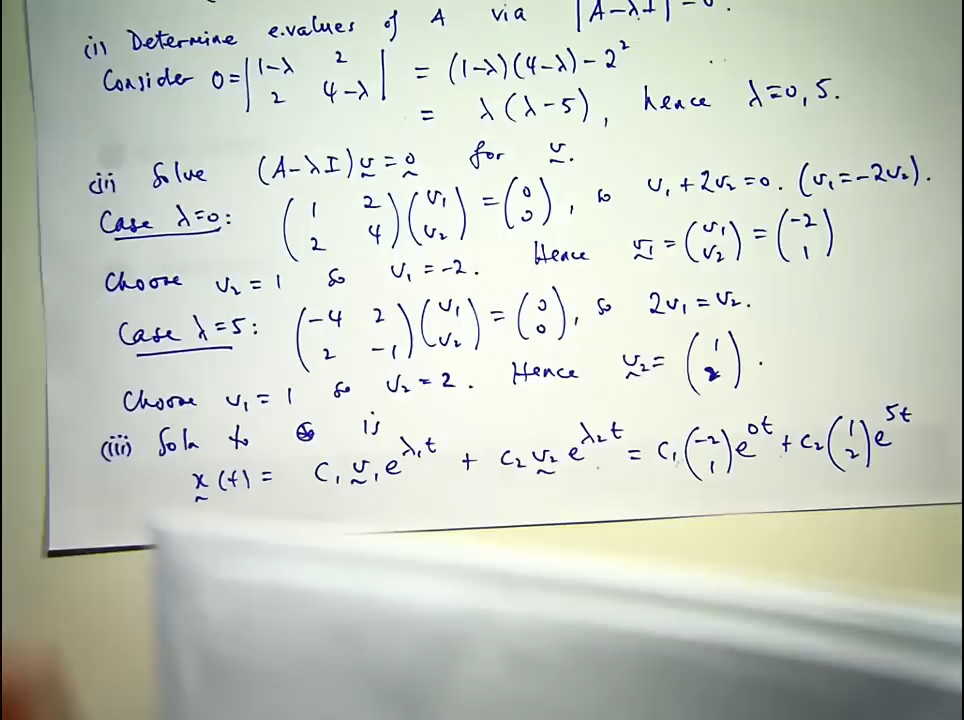 (i) Determine e.values of A via |A-λI| = 0.
Consider 0 = |1-λ 2; 2 4-λ| = (1-λ)(4-λ) - 2²
= λ(λ-5), hence λ=0, 5.
(ii) Solve (A-λI)v = 0 for v.
Case λ=0: (1 2; 2 4)(v₁; v₂) = (0; 0), so v₁ + 2v₂ = 0. (v₁ = -2v₂).
Choose v₂ = 1 so v₁ = -2. Hence v₁ = (v₁; v₂) = (-2; 1)
Case λ=5: (-4 2; 2 -1)(v₁; v₂) = (0; 0), so 2v₁ = v₂.
Choose v₁ = 1 so v₂ = 2. Hence v₂ = (1; 2).
(iii) Soln to ⊛ is
x(t) = c₁ v₁ e^{λ₁t} + c₂ v₂ e^{λ₂t} = c₁(-2; 1)e^{0t} + c₂(1; 2)e^{5t}